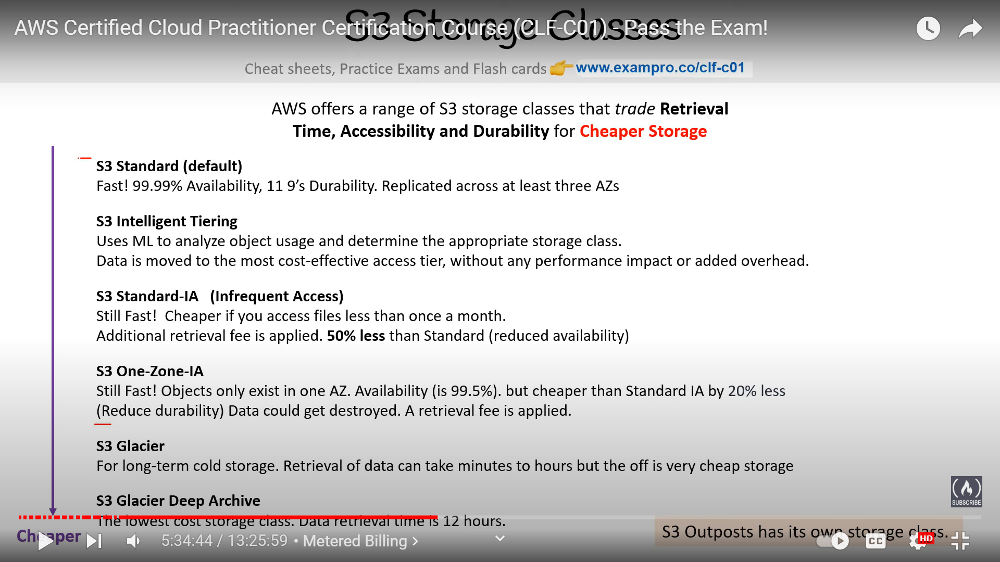 S3 Storage Classes
AWS Certified Cloud Practitioner Certification Course (CLF-C01) - Pass the Exam!
Cheat sheets, Practice Exams and Flash cards 👉 www.exampro.co/clf-c01
AWS offers a range of S3 storage classes that trade Retrieval
Time, Accessibility and Durability for Cheaper Storage
S3 Standard (default)
Fast! 99.99% Availability, 11 9’s Durability. Replicated across at least three AZs
S3 Intelligent Tiering
Uses ML to analyze object usage and determine the appropriate storage class.
Data is moved to the most cost-effective access tier, without any performance impact or added overhead.
S3 Standard-IA (Infrequent Access)
Still Fast! Cheaper if you access files less than once a month.
Additional retrieval fee is applied. 50% less than Standard (reduced availability)
S3 One-Zone-IA
Still Fast! Objects only exist in one AZ. Availability (is 99.5%). but cheaper than Standard IA by 20% less
(Reduce durability) Data could get destroyed. A retrieval fee is applied.
S3 Glacier
For long-term cold storage. Retrieval of data can take minutes to hours but the off is very cheap storage
S3 Glacier Deep Archive
The lowest cost storage class. Data retrieval time is 12 hours.
SUBSCRIBE
Cheaper
S3 Outposts has its own storage class.
5:34:44 / 13:25:59 • Metered Billing
CC
HD